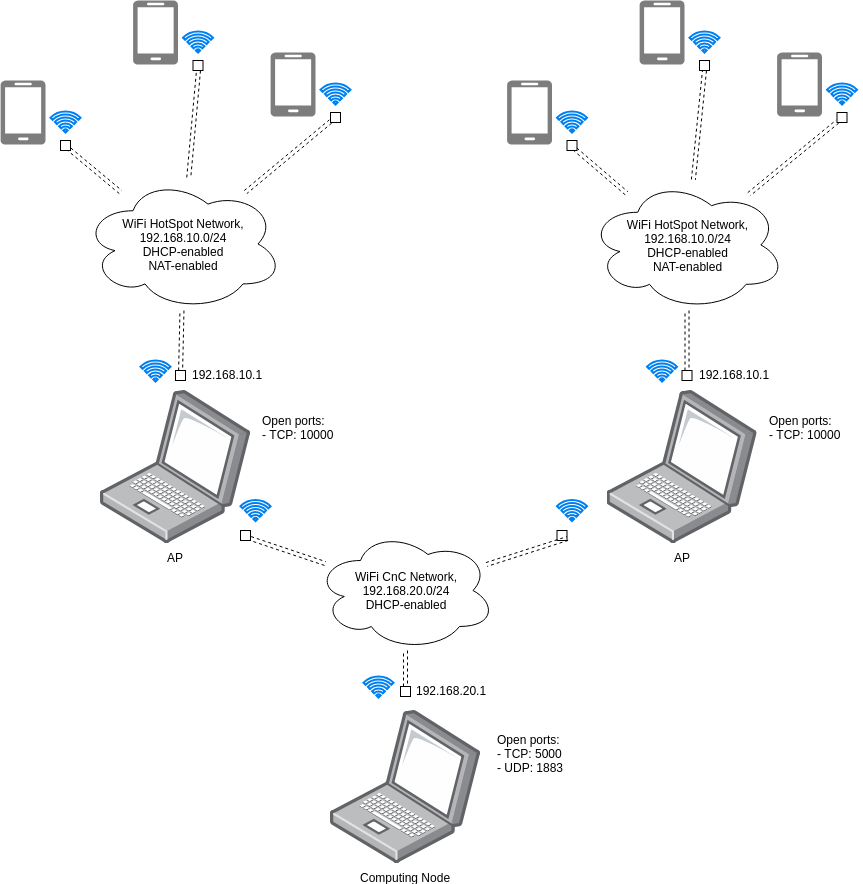 WiFi HotSpot Network,
192.168.10.0/24
DHCP-enabled
NAT-enabled
WiFi HotSpot Network,
192.168.10.0/24
DHCP-enabled
NAT-enabled
192.168.10.1
Open ports:
- TCP: 10000
AP
192.168.10.1
Open ports:
- TCP: 10000
AP
WiFi CnC Network,
192.168.20.0/24
DHCP-enabled
192.168.20.1
Open ports:
- TCP: 5000
- UDP: 1883
Computing Node